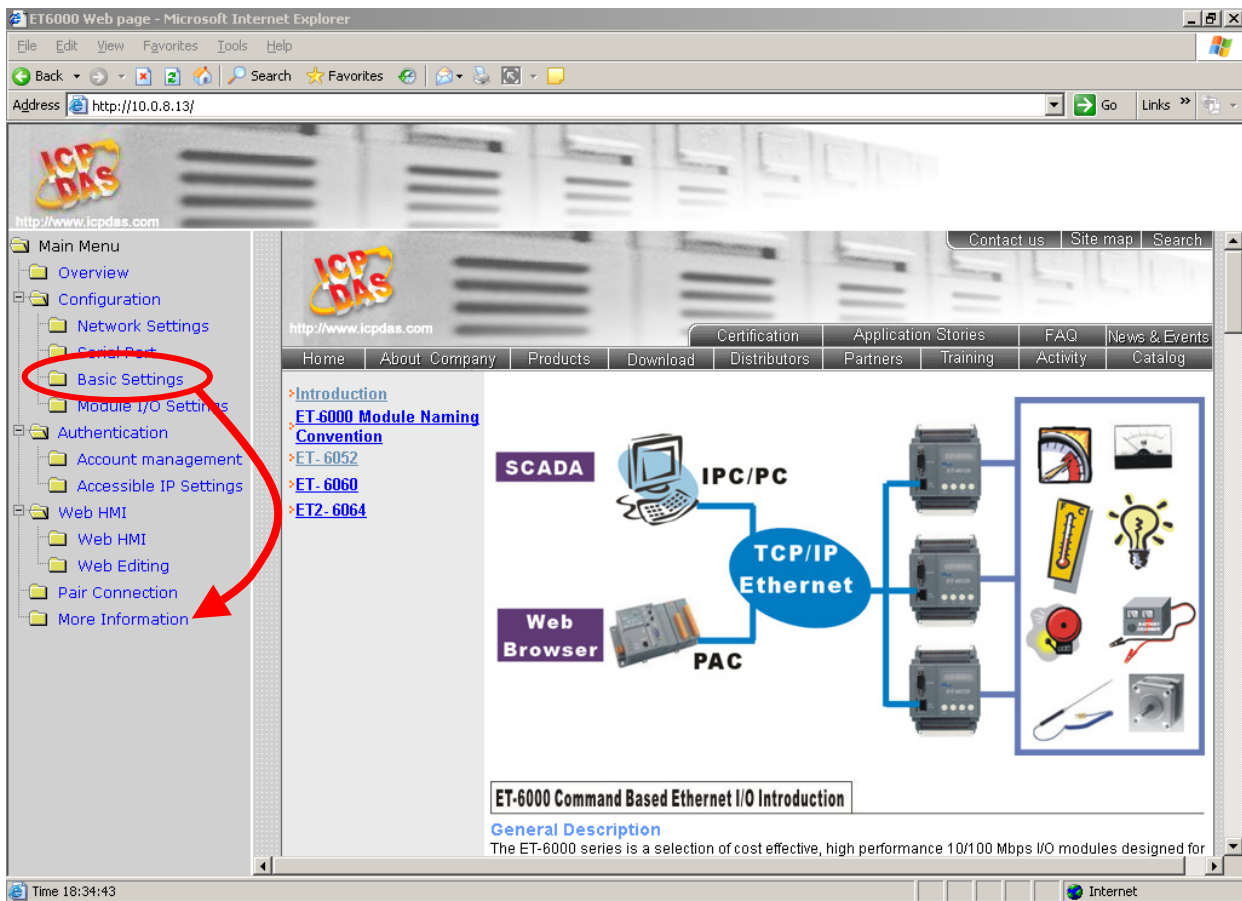 ET6000 Web page - Microsoft Internet Explorer
File Edit View Favorites Tools Help
Back Search Favorites
Address http://10.0.8.13/ Go Links »
ICP DAS
http://www.icpdas.com
Main Menu
Overview
Configuration
Network Settings
Serial Port
Basic Settings
Module I/O Settings
Authentication
Account management
Accessible IP Settings
Web HMI
Web HMI
Web Editing
Pair Connection
More Information
Contact us Site map Search
ICP DAS
http://www.icpdas.com
Certification Application Stories FAQ News & Events
Home About Company Products Download Distributors Partners Training Activity Catalog
Introduction
ET-6000 Module Naming
Convention
ET- 6052
ET- 6060
ET2- 6064
SCADA
IPC/PC
TCP/IP
Ethernet
Web
Browser
PAC
F C
ET-6000 Command Based Ethernet I/O Introduction
General Description
The ET-6000 series is a selection of cost effective, high performance 10/100 Mbps I/O modules designed for
Time 18:34:43 Internet